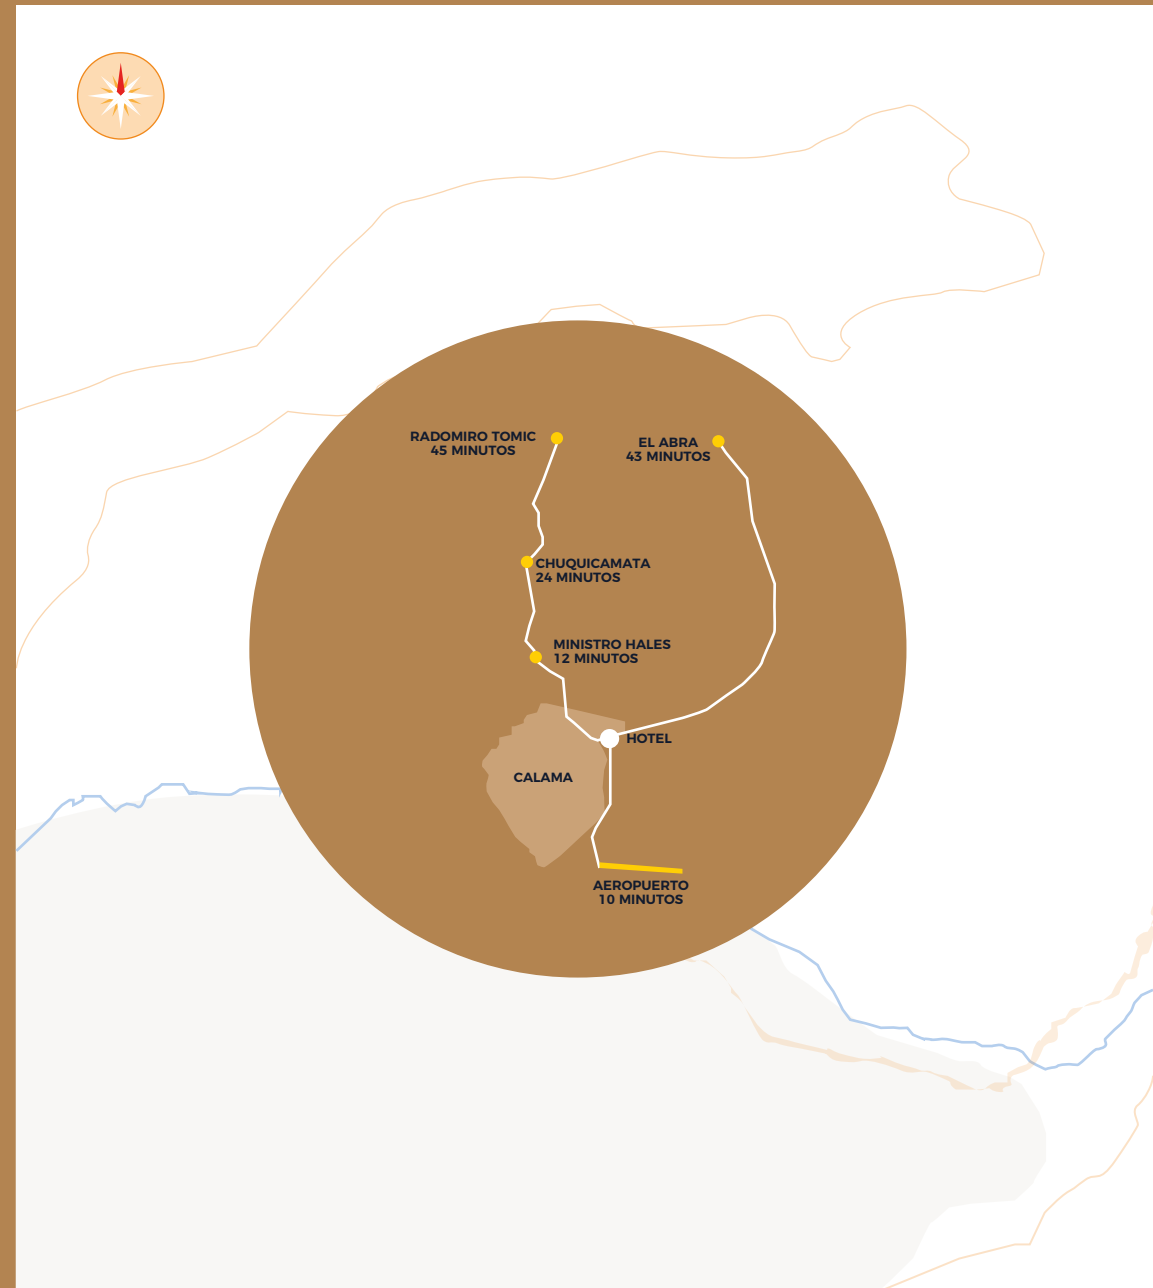 RADOMIRO TOMIC
45 MINUTOS
EL ABRA
43 MINUTOS
CHUQUICAMATA
24 MINUTOS
MINISTRO HALES
12 MINUTOS
HOTEL
CALAMA
AEROPUERTO
10 MINUTOS